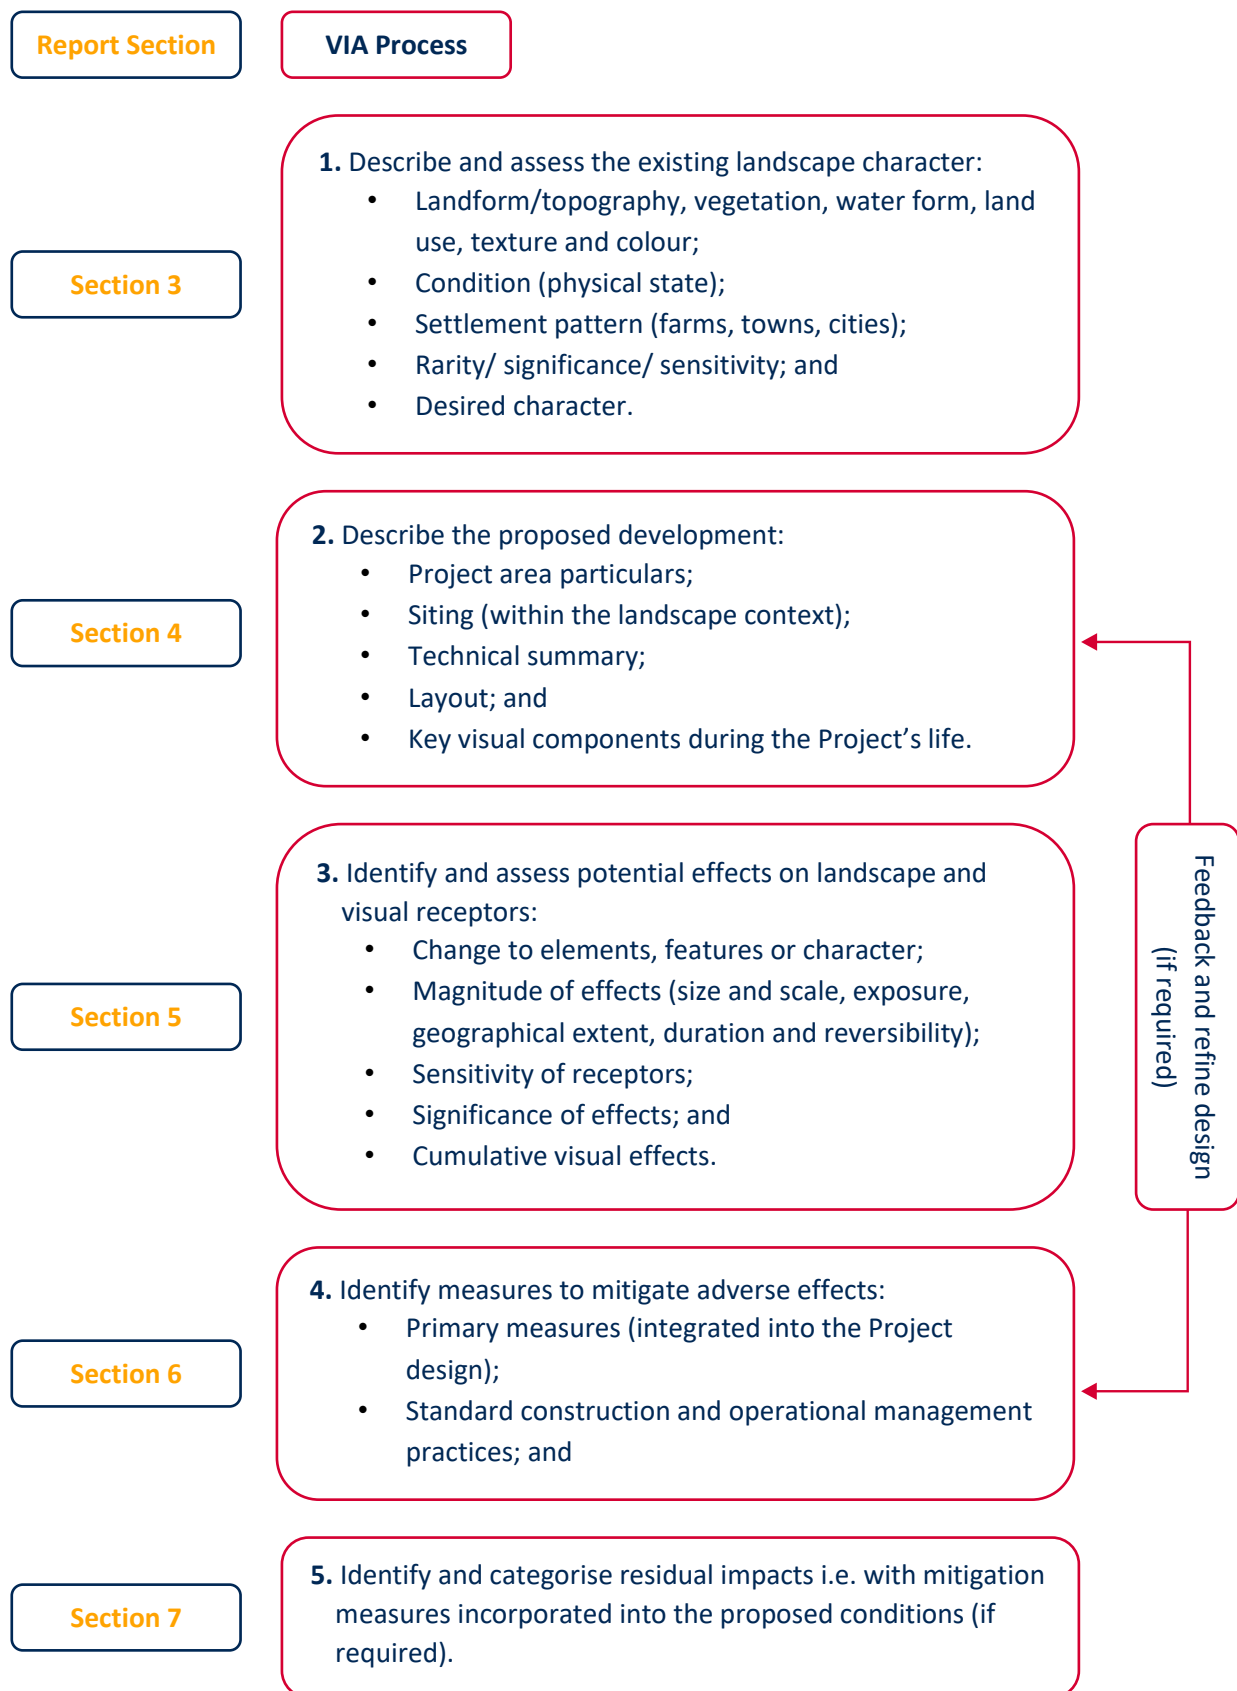 Report Section
VIA Process
Section 3
1. Describe and assess the existing landscape character:
• Landform/topography, vegetation, water form, land
use, texture and colour;
• Condition (physical state);
• Settlement pattern (farms, towns, cities);
• Rarity/ significance/ sensitivity; and
• Desired character.
Section 4
2. Describe the proposed development:
• Project area particulars;
• Siting (within the landscape context);
• Technical summary;
• Layout; and
• Key visual components during the Project’s life.
Section 5
3. Identify and assess potential effects on landscape and
visual receptors:
• Change to elements, features or character;
• Magnitude of effects (size and scale, exposure,
geographical extent, duration and reversibility);
• Sensitivity of receptors;
• Significance of effects; and
• Cumulative visual effects.
Feedback and refine design
(if required)
Section 6
4. Identify measures to mitigate adverse effects:
• Primary measures (integrated into the Project
design);
• Standard construction and operational management
practices; and
Section 7
5. Identify and categorise residual impacts i.e. with mitigation
measures incorporated into the proposed conditions (if
required).